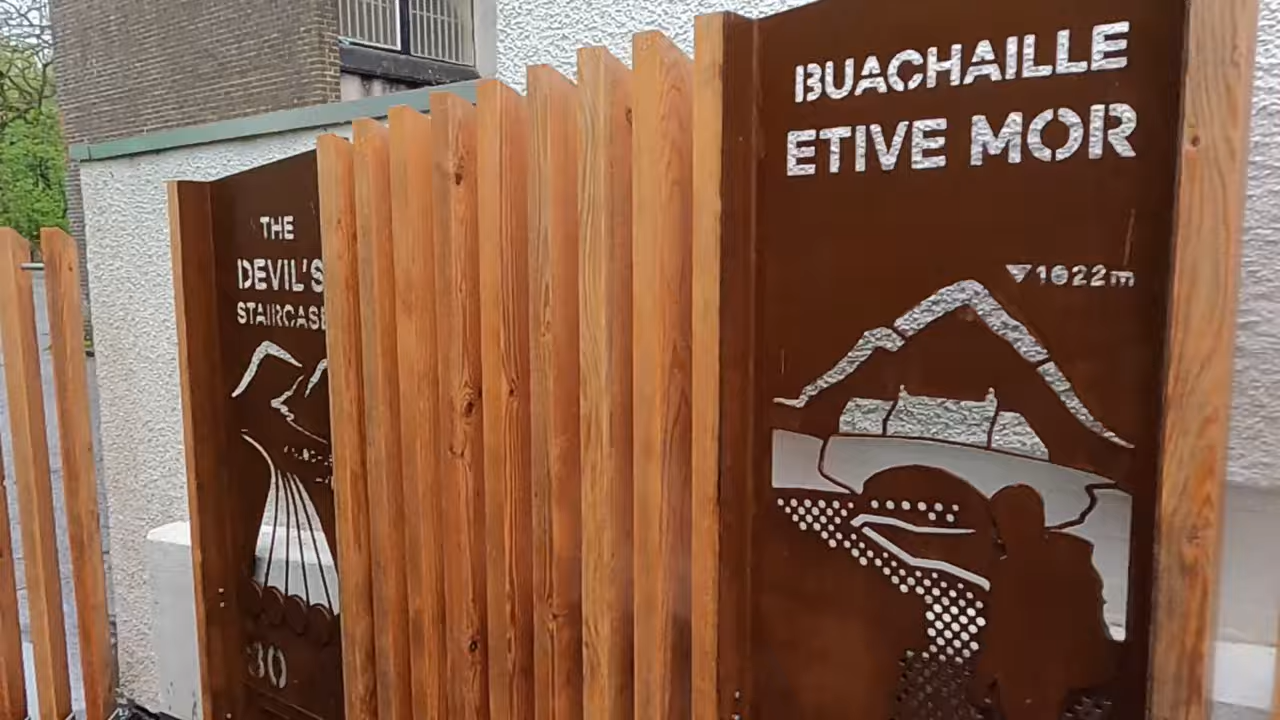 THE
DEVIL'S
STAIRCASE
30
BUACHAILLE
ETIVE MOR
1022m